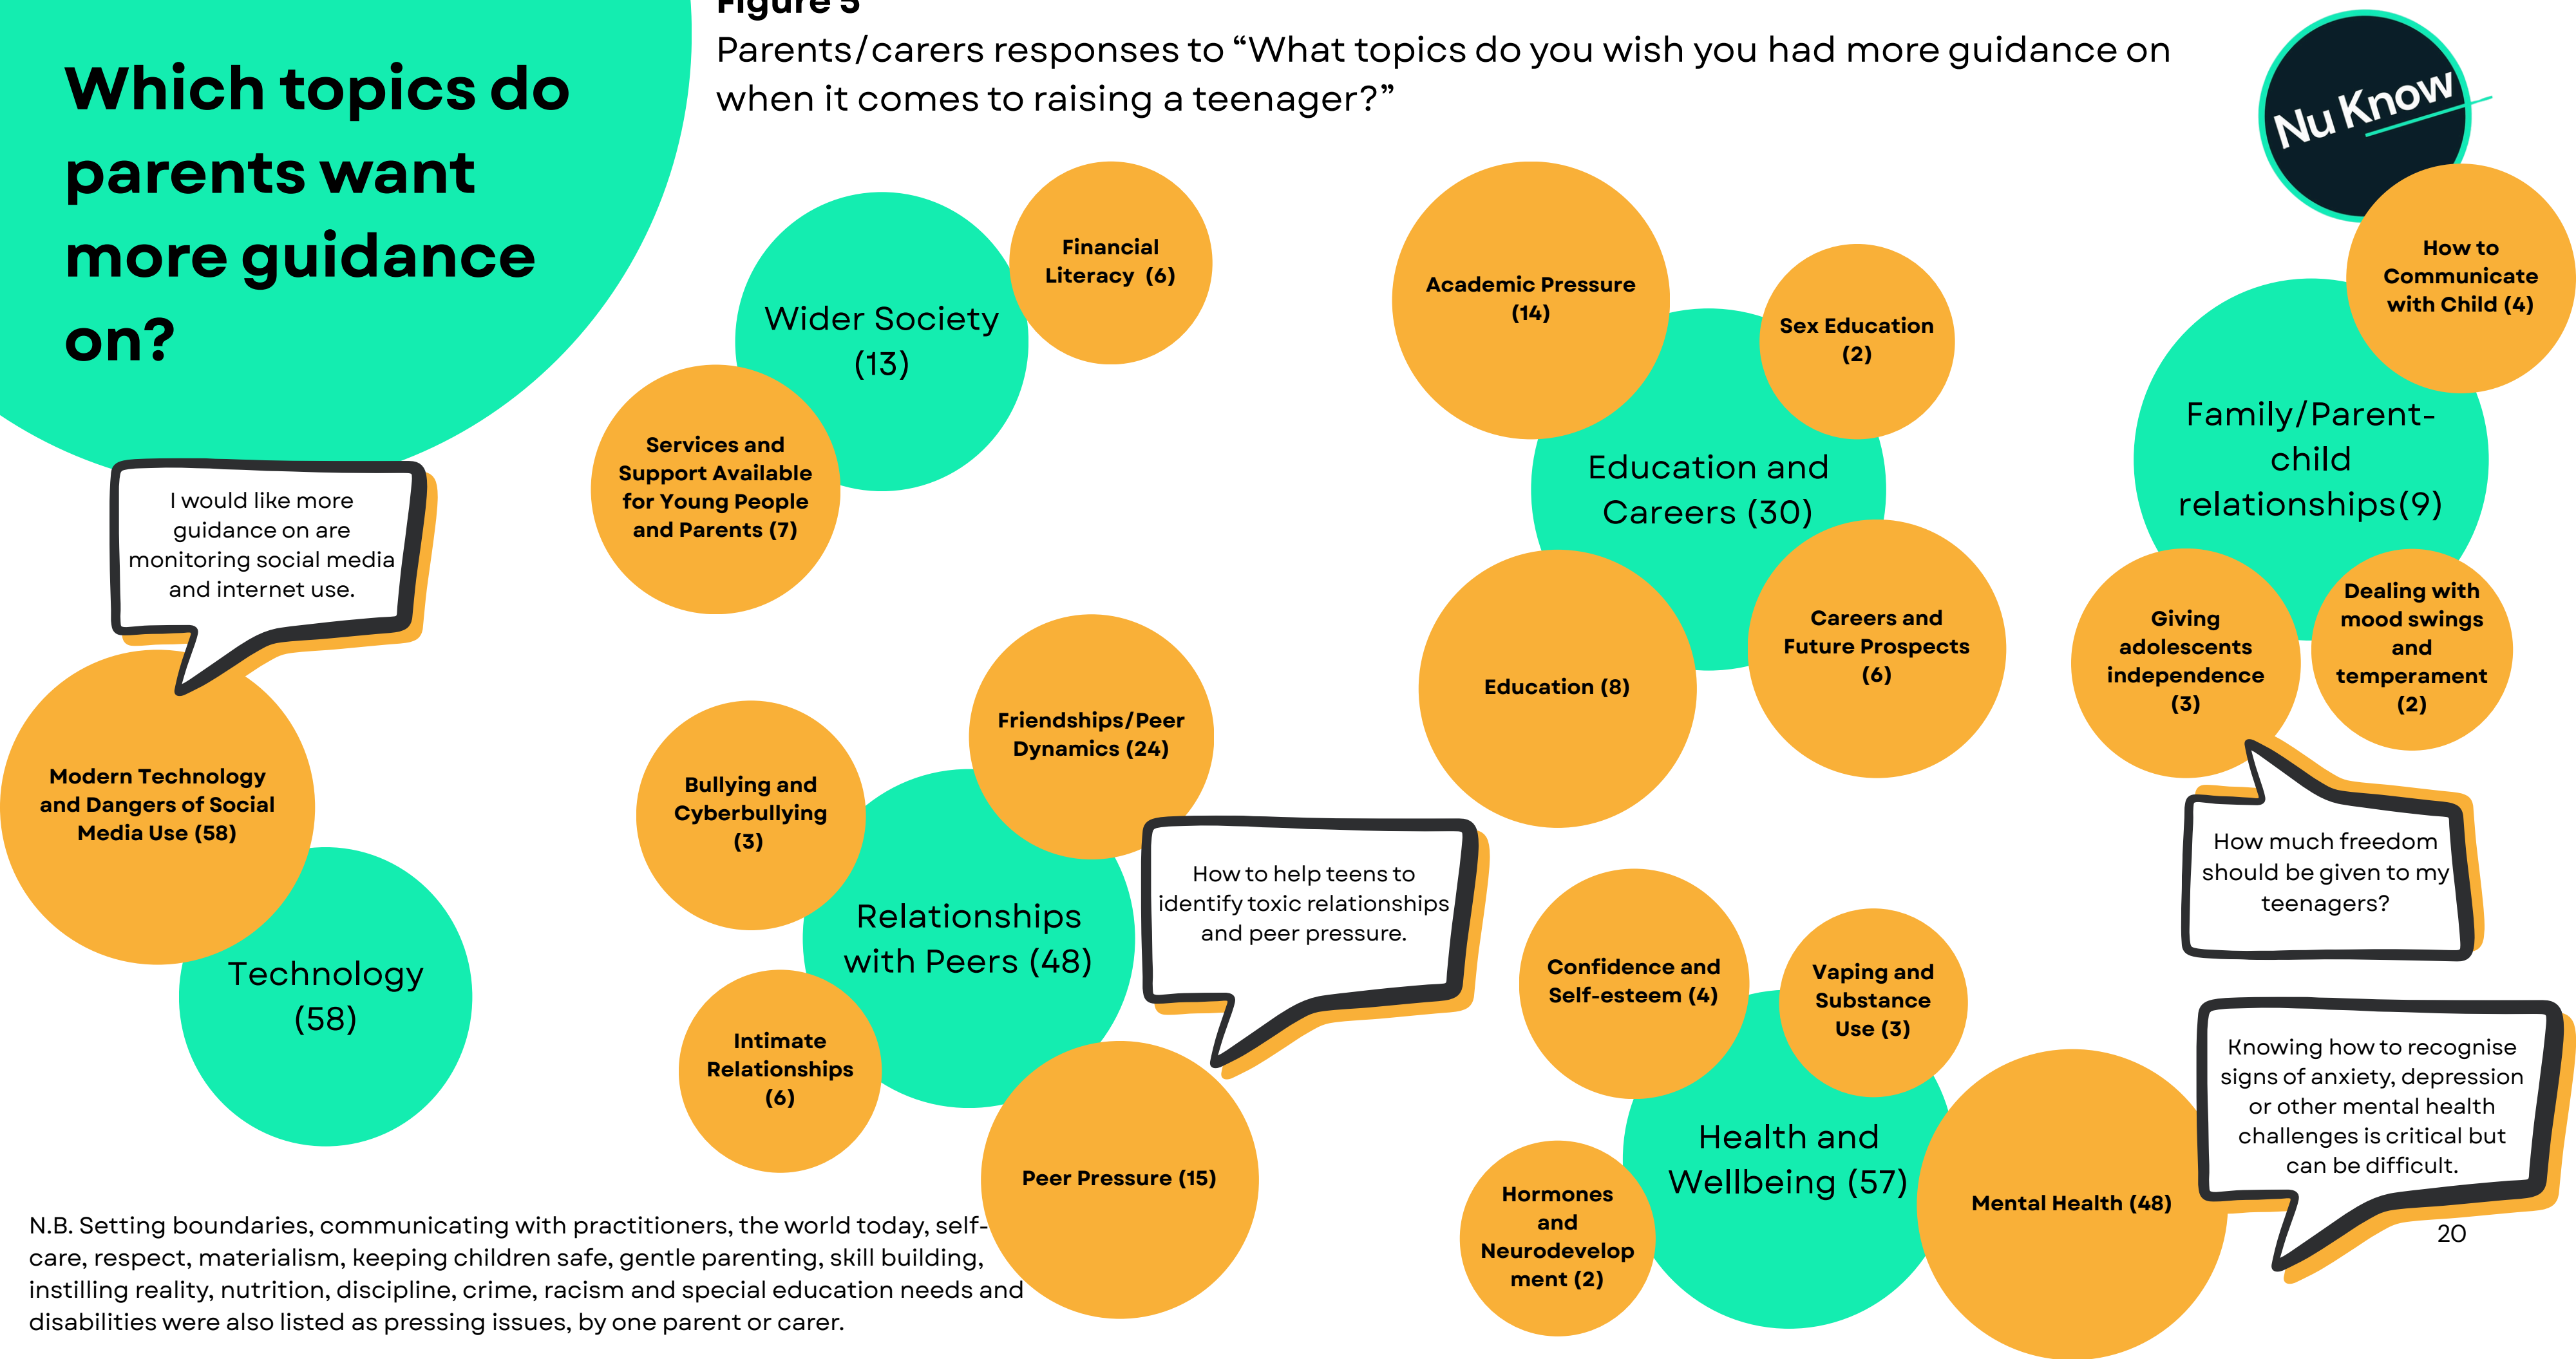 Which topics do
parents want
more guidance
on?
Figure 5
Parents/carers responses to “What topics do you wish you had more guidance on
when it comes to raising a teenager?”
Nu Know
Wider Society
(13)
Financial
Literacy (6)
Services and
Support Available
for Young People
and Parents (7)
Academic Pressure
(14)
Sex Education
(2)
Education and
Careers (30)
Education (8)
Careers and
Future Prospects
(6)
How to
Communicate
with Child (4)
Family/Parent-
child
relationships(9)
Giving
adolescents
independence
(3)
Dealing with
mood swings
and
temperament
(2)
How much freedom
should be given to my
teenagers?
I would like more
guidance on are
monitoring social media
and internet use.
Modern Technology
and Dangers of Social
Media Use (58)
Technology
(58)
Friendships/Peer
Dynamics (24)
Bullying and
Cyberbullying
(3)
Relationships
with Peers (48)
How to help teens to
identify toxic relationships
and peer pressure.
Intimate
Relationships
(6)
Peer Pressure (15)
Confidence and
Self-esteem (4)
Vaping and
Substance
Use (3)
Health and
Wellbeing (57)
Hormones
and
Neurodevelop
ment (2)
Mental Health (48)
Knowing how to recognise
signs of anxiety, depression
or other mental health
challenges is critical but
can be difficult.
N.B. Setting boundaries, communicating with practitioners, the world today, self-
care, respect, materialism, keeping children safe, gentle parenting, skill building,
instilling reality, nutrition, discipline, crime, racism and special education needs and
disabilities were also listed as pressing issues, by one parent or carer.
20